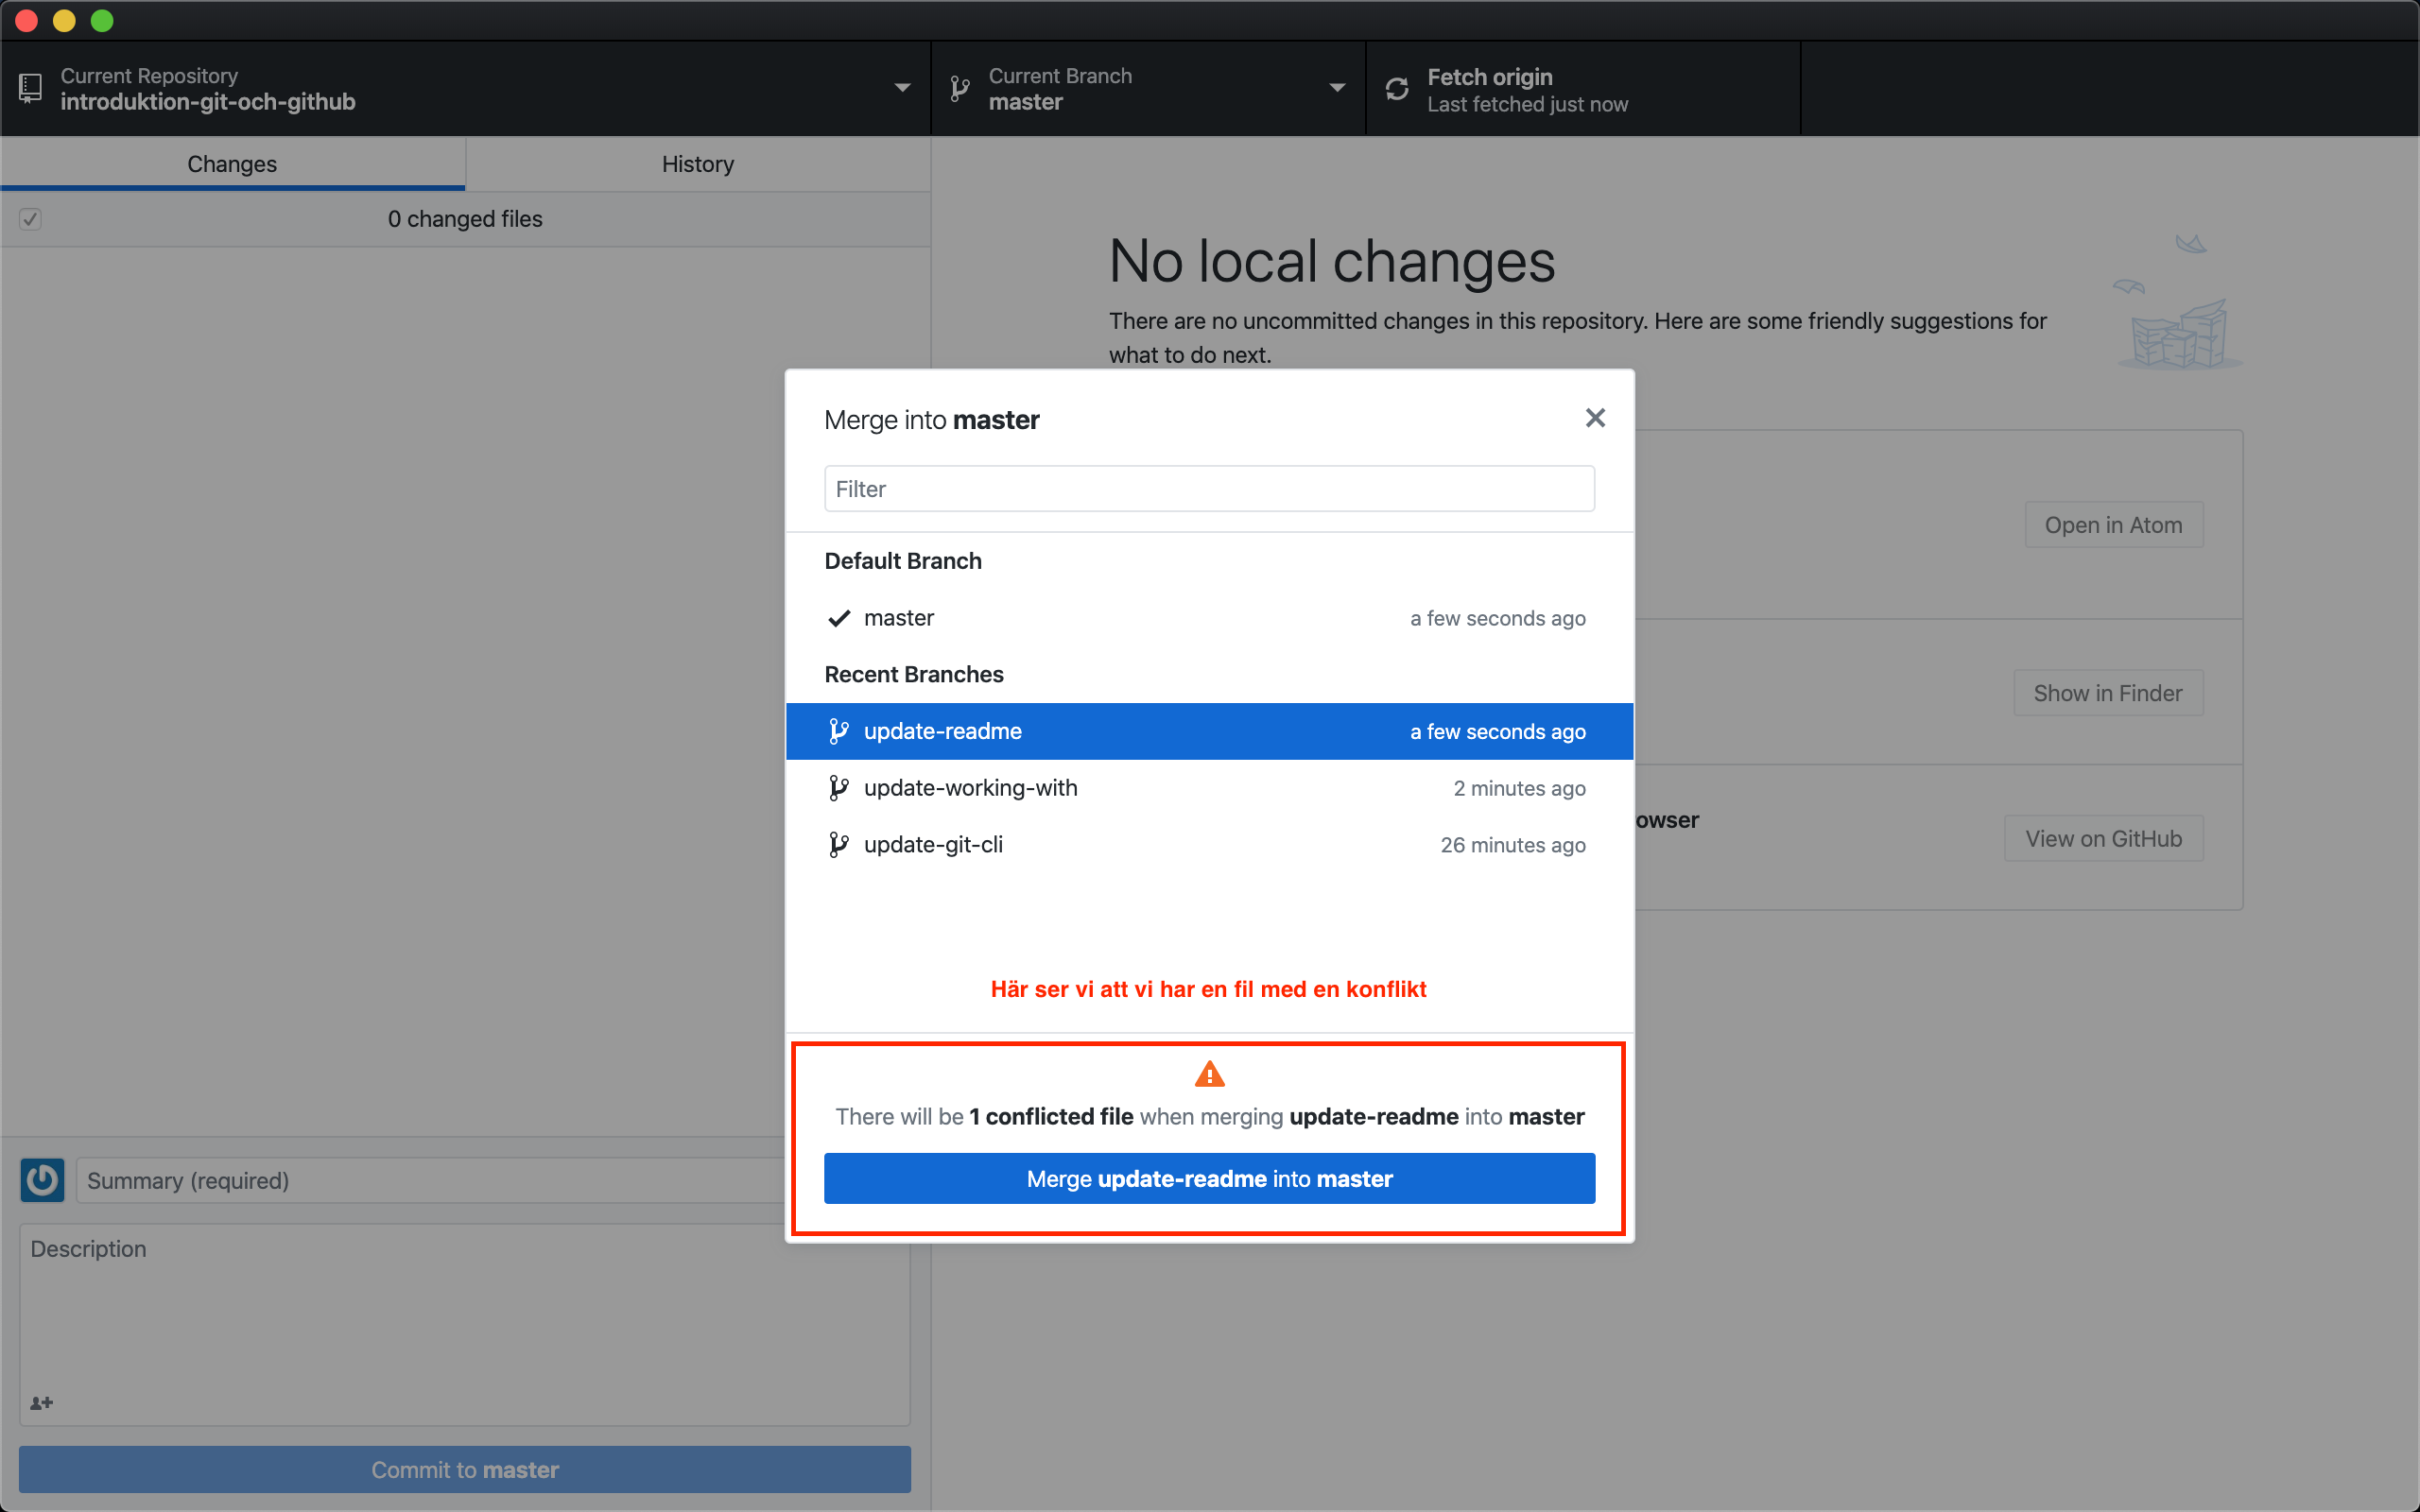 Current Repository
introduktion-git-och-github
Current Branch
master
Fetch origin
Last fetched just now
Changes
History
0 changed files
No local changes
There are no uncommitted changes in this repository. Here are some friendly suggestions for
what to do next.
Merge into master
Filter
Default Branch
master
a few seconds ago
Recent Branches
update-readme
a few seconds ago
update-working-with
2 minutes ago
update-git-cli
26 minutes ago
Här ser vi att vi har en fil med en konflikt
There will be 1 conflicted file when merging update-readme into master
Merge update-readme into master
Open in Atom
Show in Finder
owser
View on GitHub
Summary (required)
Description
Commit to master